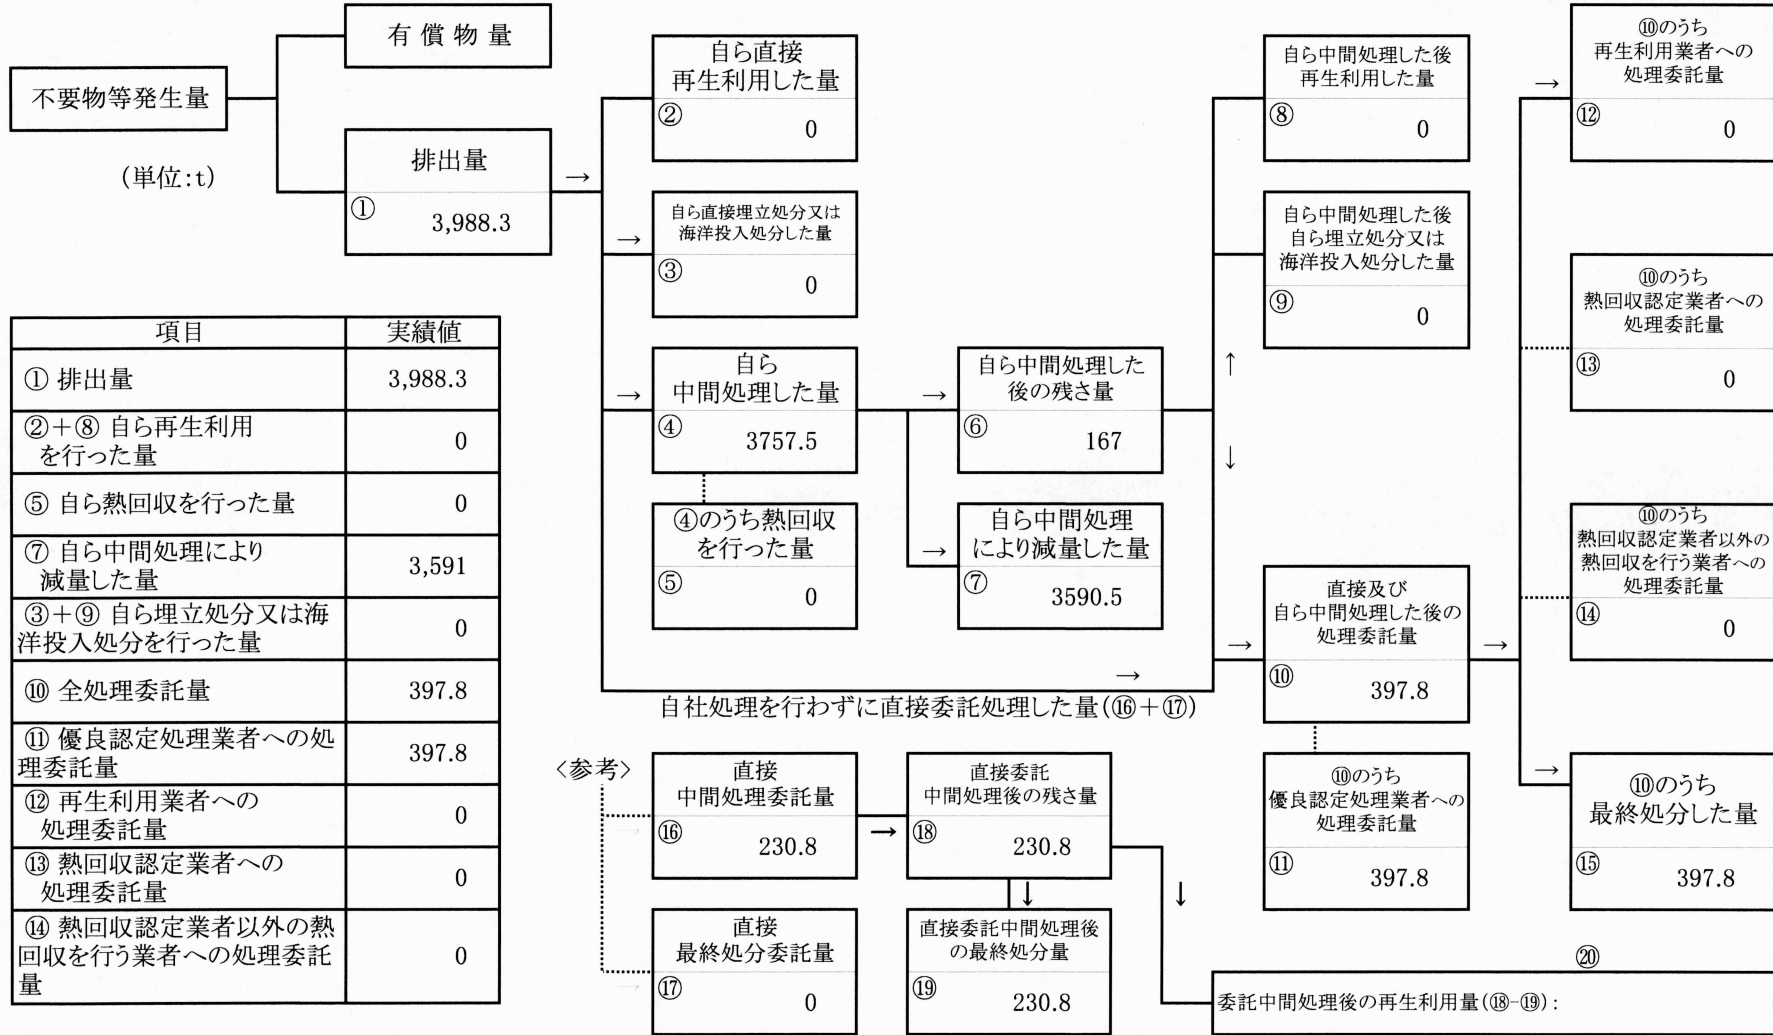 不要物等発生量
(単位:t)
有 償 物 量
排出量
①
3,988.3
→
自ら直接
再生利用した量
②
0
→
自ら直接埋立処分又は
海洋投入処分した量
③
0
→
自ら
中間処理した量
④
3757.5
④のうち熱回収
を行った量
⑤
0
→
自ら中間処理した
後の残さ量
⑥
167
→
自ら中間処理
により減量した量
⑦
3590.5
↑
↓
自ら中間処理した後
再生利用した量
⑧
0
自ら中間処理した後
自ら埋立処分又は
海洋投入処分した量
⑨
0
→
自社処理を行わずに直接委託処理した量(⑯+⑰)
→
直接及び
自ら中間処理した後の
処理委託量
⑩
397.8
⑩のうち
優良認定処理業者への
処理委託量
⑪
397.8
→
→
⑩のうち
再生利用業者への
処理委託量
⑫
0
⑩のうち
熱回収認定業者への
処理委託量
⑬
0
⑩のうち
熱回収認定業者以外の
熱回収を行う業者への
処理委託量
⑭
0
→
⑩のうち
最終処分した量
⑮
397.8
項目 実績値
① 排出量 3,988.3
②+⑧ 自ら再生利用
を行った量 0
⑤ 自ら熱回収を行った量 0
⑦ 自ら中間処理により
減量した量 3,591
③+⑨ 自ら埋立処分又は海
洋投入処分を行った量 0
⑩ 全処理委託量 397.8
⑪ 優良認定処理業者への処
理委託量 397.8
⑫ 再生利用業者への
処理委託量 0
⑬ 熱回収認定業者への
処理委託量 0
⑭ 熱回収認定業者以外の熱
回収を行う業者への処理委託
量 0
<参考>
→
直接
中間処理委託量
⑯
230.8
→
直接
最終処分委託量
⑰
0
→
直接委託
中間処理後の残さ量
⑱
230.8
↓
直接委託中間処理後
の最終処分量
⑲
230.8
↓
⑳
委託中間処理後の再生利用量(⑱-⑲):